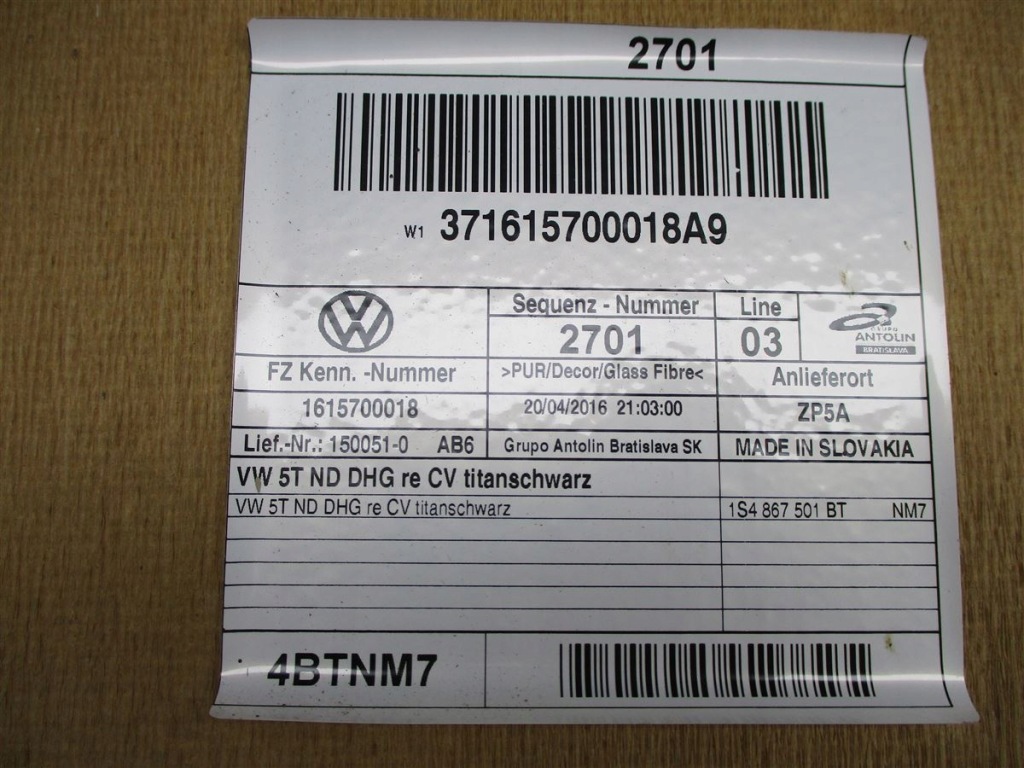 2701
W1 371615700018A9
VW
Sequenz - Nummer
Line
2701
03
GRUPO
ANTOLIN
BRATISLAVA
FZ Kenn. -Nummer
>PUR/Decor/Glass Fibre<
Anlieferort
1615700018
20/04/2016 21:03:00
ZP5A
Lief.-Nr.: 150051-0 AB6
Grupo Antolin Bratislava SK
MADE IN SLOVAKIA
VW 5T ND DHG re CV titanschwarz
VW 5T ND DHG re CV titanschwarz
1S4 867 501 BT NM7
4BTNM7